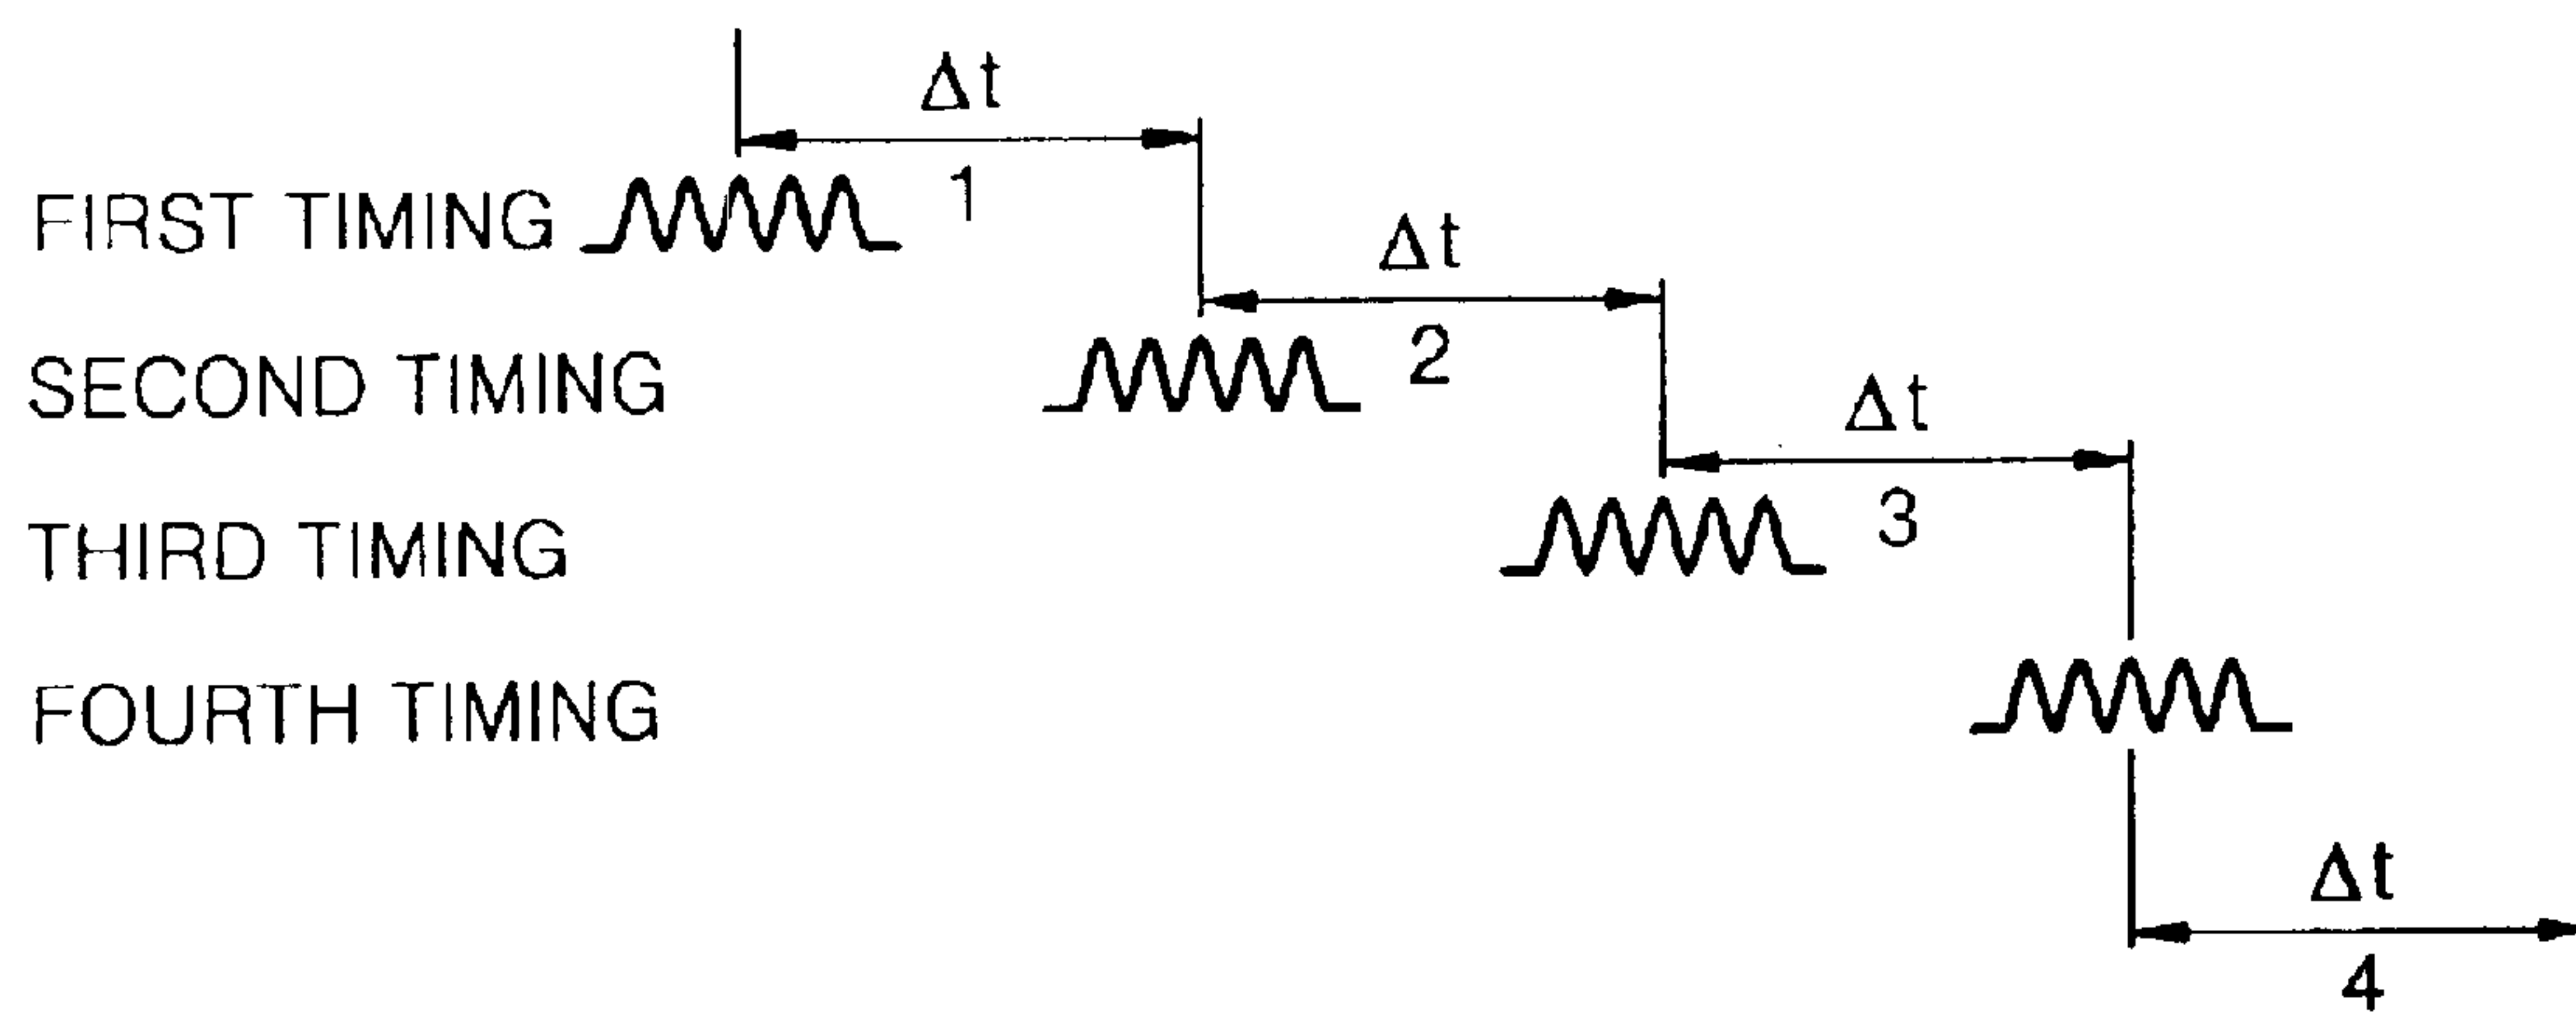 Δt
1
FIRST TIMING
Δt
2
SECOND TIMING
Δt
3
THIRD TIMING
FOURTH TIMING
Δt
4